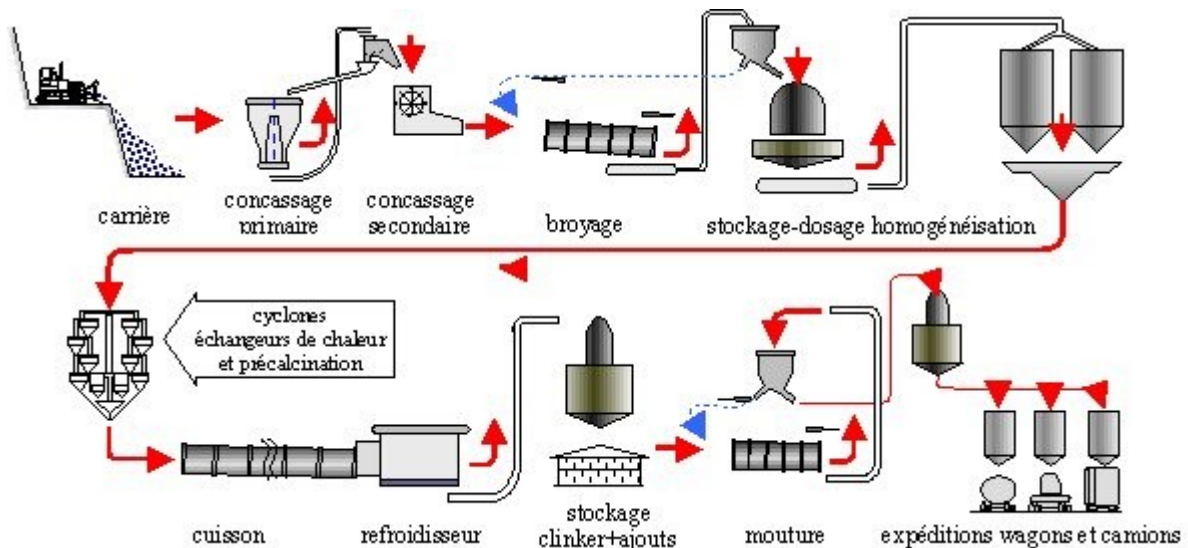 carrière
concassage
primaire
concassage
secondaire
broyage
stockage-dosage homogénéisation
cyclones
échangeurs de chaleur
et précalcination
cuisson
refroidisseur
stockage
clinker+ajouts
mouture
expéditions wagons et camions